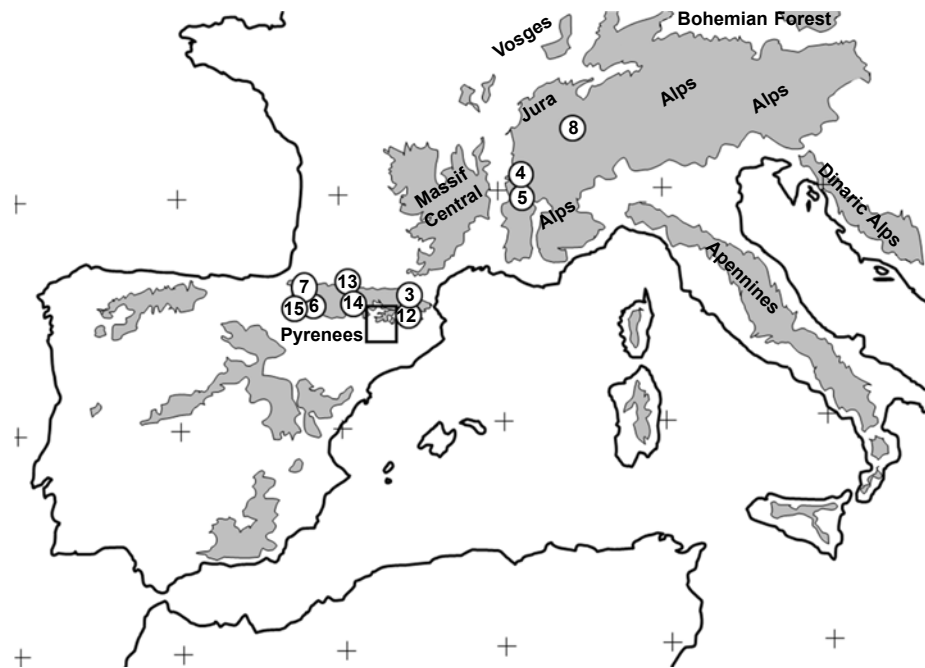 Bohemian Forest
Vosges
Alps
Alps
Jura
8
4
Massif
Central
5
Alps
Dinaric Alps
Apennines
13
7
3
14
15
6
12
Pyrenees